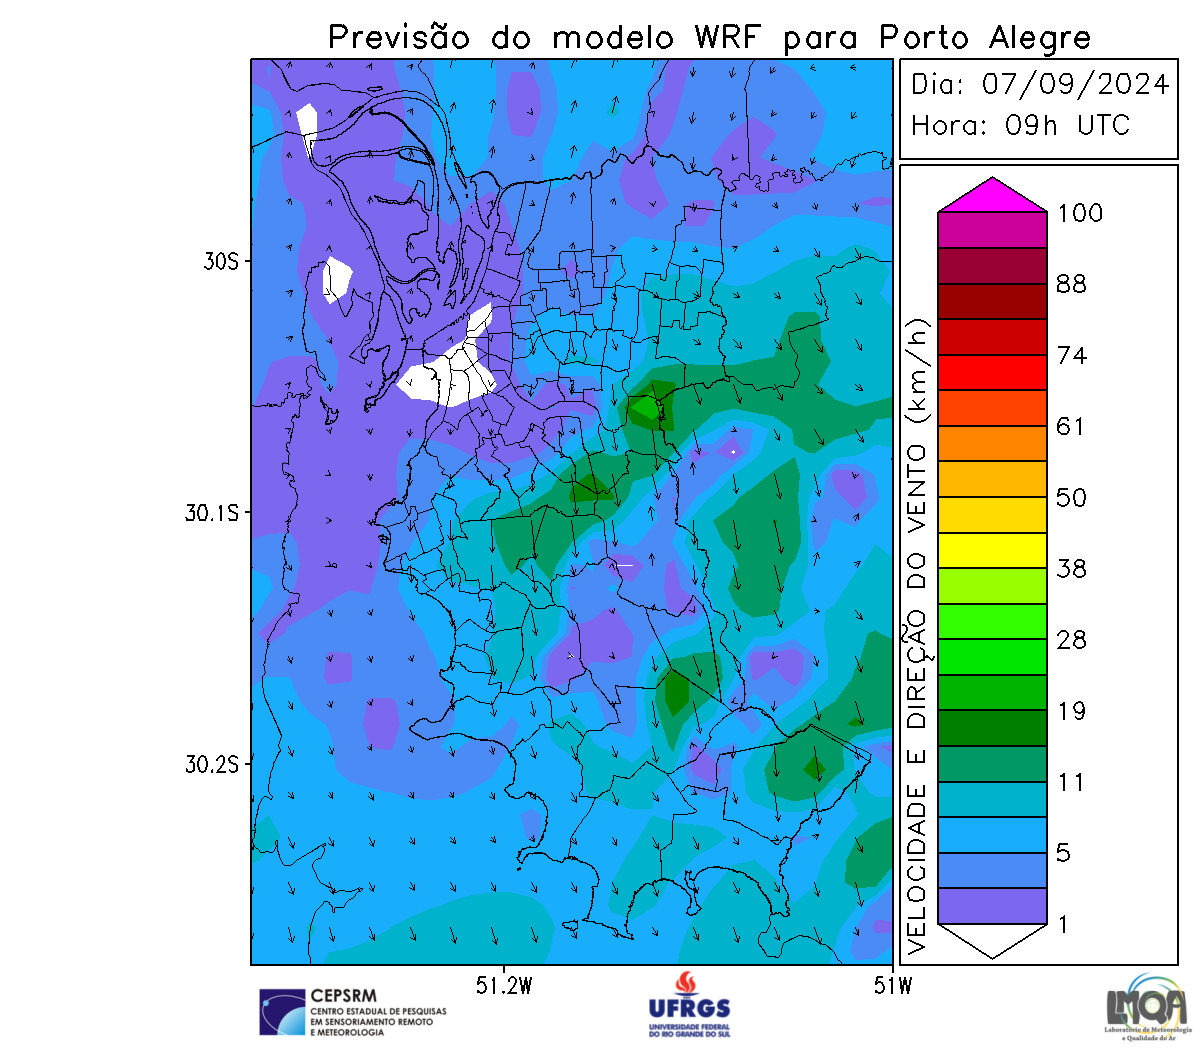 Previsão do modelo WRF para Porto Alegre
Dia: 07/09/2024
Hora: 09h UTC
30S
30.1S
30.2S
51.2W
51W
VELOCIDADE E DIREÇÃO DO VENTO (km/h)
100
88
74
61
50
38
28
19
11
5
1
CEPSRM
CENTRO ESTADUAL DE PESQUISAS
EM SENSORIAMENTO REMOTO
E METEOROLOGIA
UFRGS
UNIVERSIDADE FEDERAL
DO RIO GRANDE DO SUL
LMQA
Laboratório de Meteorologia
e Qualidade do Ar